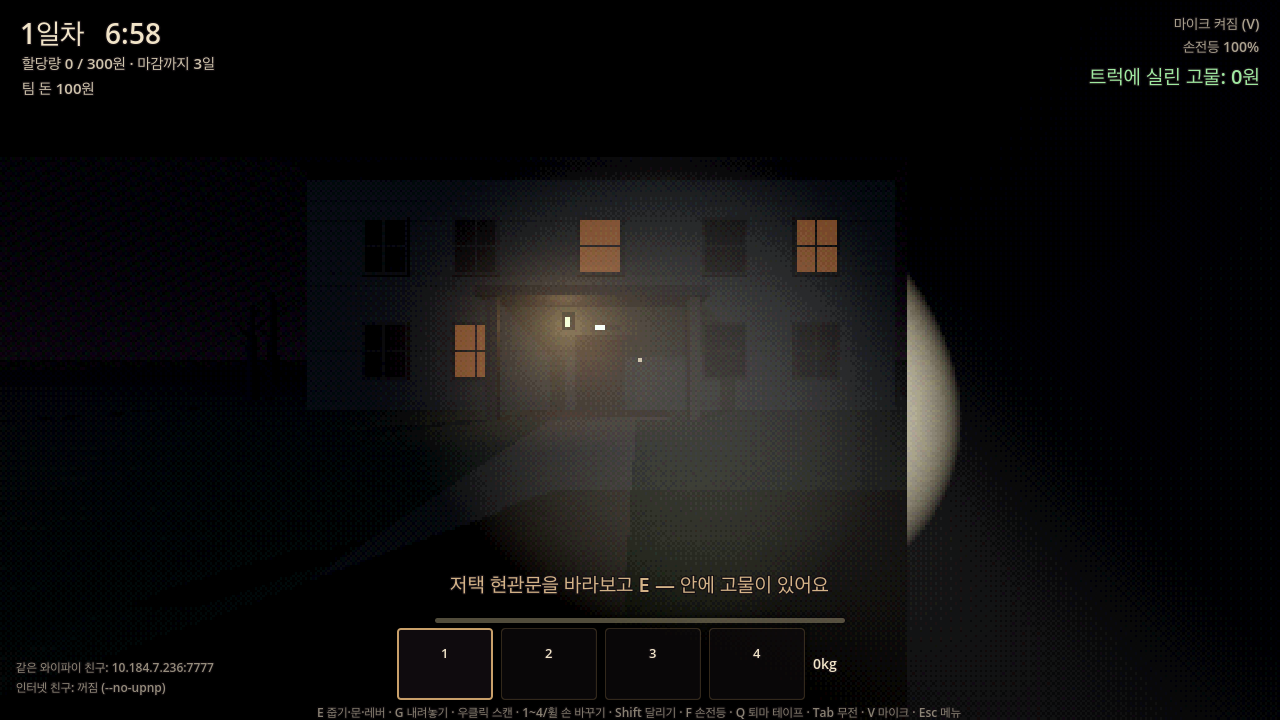 1일차 6:58
할당량 0 / 300원 · 마감까지 3일
팀 돈 100원
마이크 켜짐 (V)
손전등 100%
트럭에 실린 고물: 0원
저택 현관문을 바라보고 E — 안에 고물이 있어요
1 2 3 4 0kg
같은 와이파이 친구: 10.184.7.236:7777
인터넷 친구: 꺼짐 (--no-upnp)
E 줍기·문·레버 · G 내려놓기 · 우클릭 스캔 · 1~4/휠 손 바꾸기 · Shift 달리기 · F 손전등 · Q 퇴마 테이프 · Tab 무전 · V 마이크 · Esc 메뉴